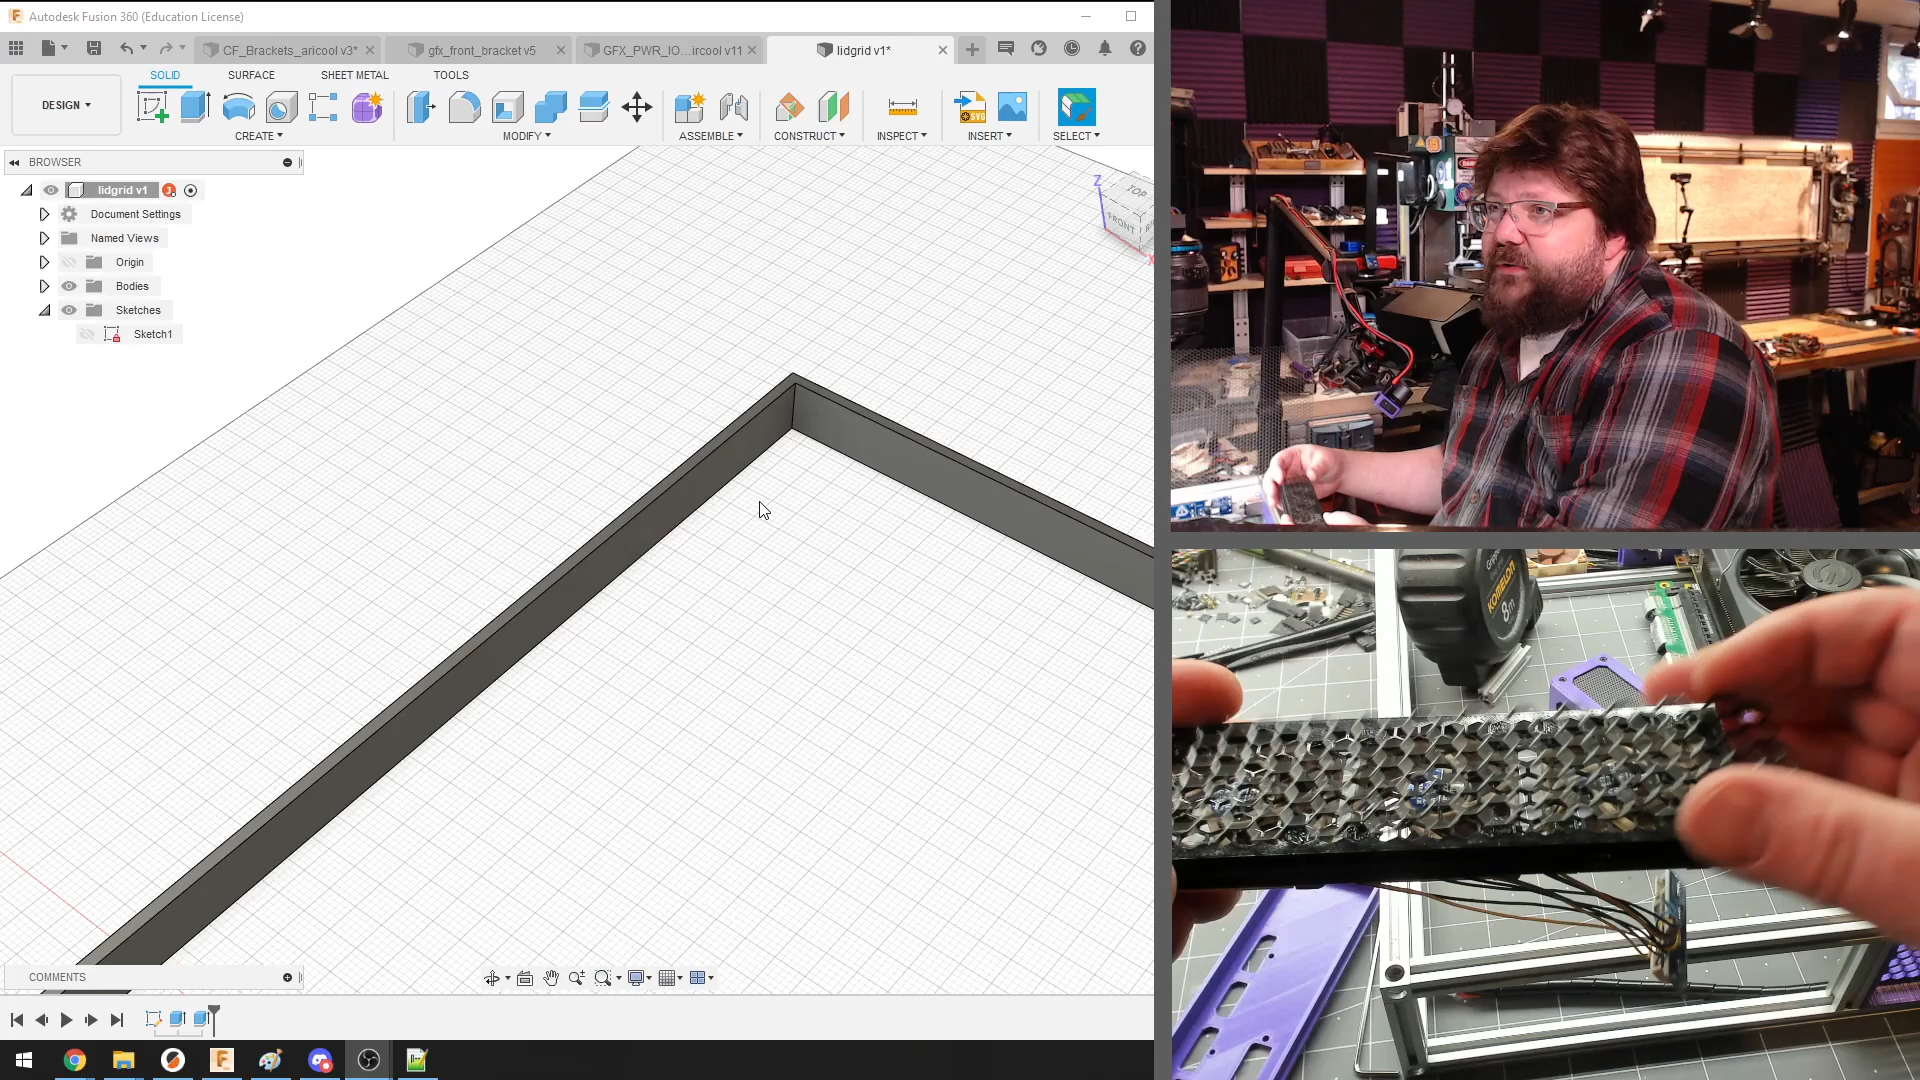 Autodesk Fusion 360 (Education License)
CF_Brackets_aricool v3*
gfx_front_bracket v5
GFX_PWR_IO...ircool v11
lidgrid v1*
DESIGN
SOLID
SURFACE
SHEET METAL
TOOLS
CREATE
MODIFY
ASSEMBLE
CONSTRUCT
INSPECT
INSERT
SELECT
BROWSER
lidgrid v1
Document Settings
Named Views
Origin
Bodies
Sketches
Sketch1
Z
TOP
FRONT
X
COMMENTS
KOMELON
8m